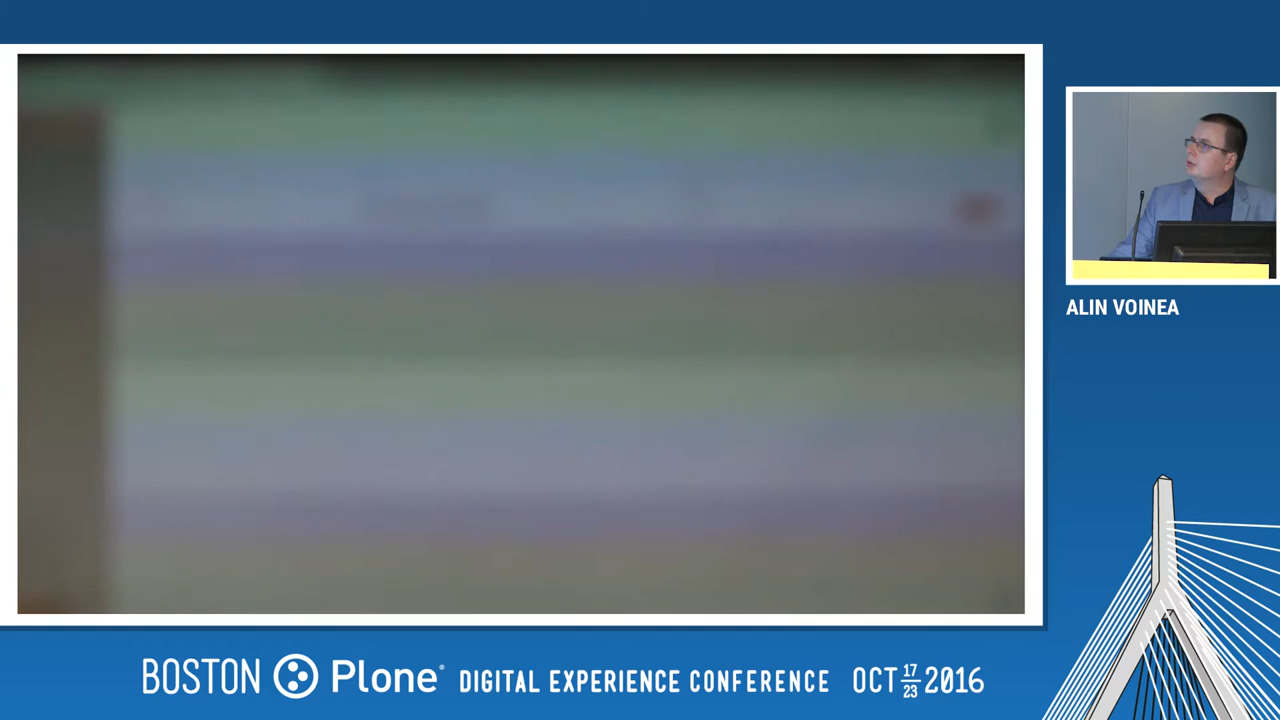 ALIN VOINEA
BOSTON Plone® DIGITAL EXPERIENCE CONFERENCE OCT 17 23 2016